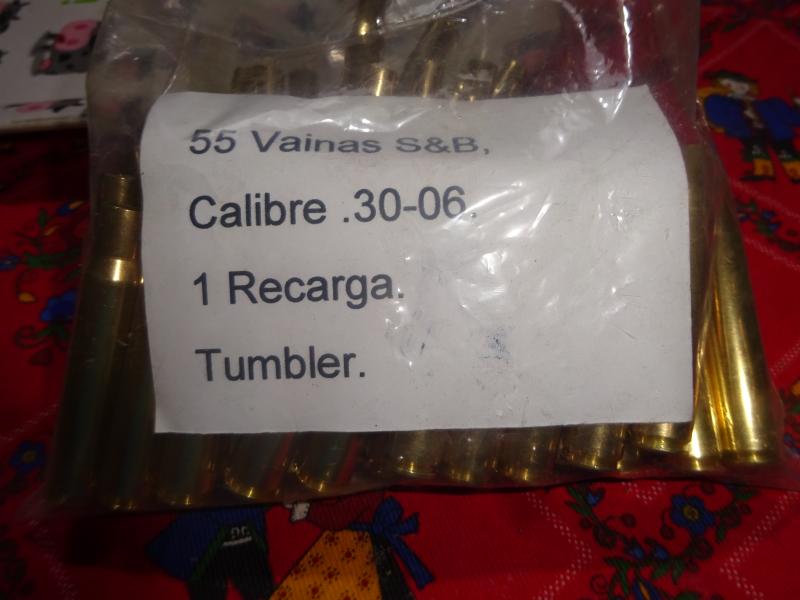 55 Vainas S&B,
Calibre .30-06.
1 Recarga.
Tumbler.